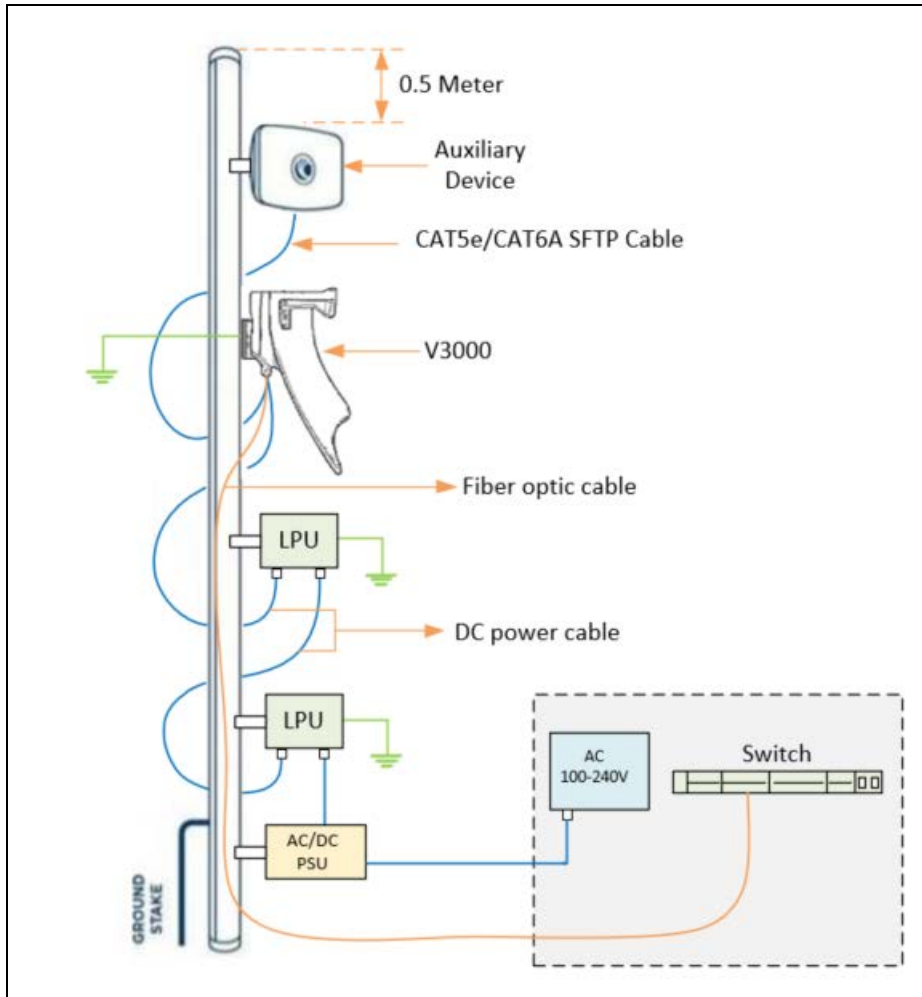 0.5 Meter
Auxiliary
Device
CAT5e/CAT6A SFTP Cable
V3000
Fiber optic cable
LPU
DC power cable
LPU
AC
100-240V
Switch
AC/DC
PSU
GROUND
STAKE